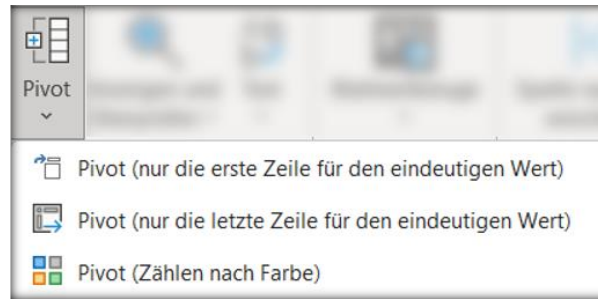 Pivot
Pivot (nur die erste Zeile für den eindeutigen Wert)
Pivot (nur die letzte Zeile für den eindeutigen Wert)
Pivot (Zählen nach Farbe)